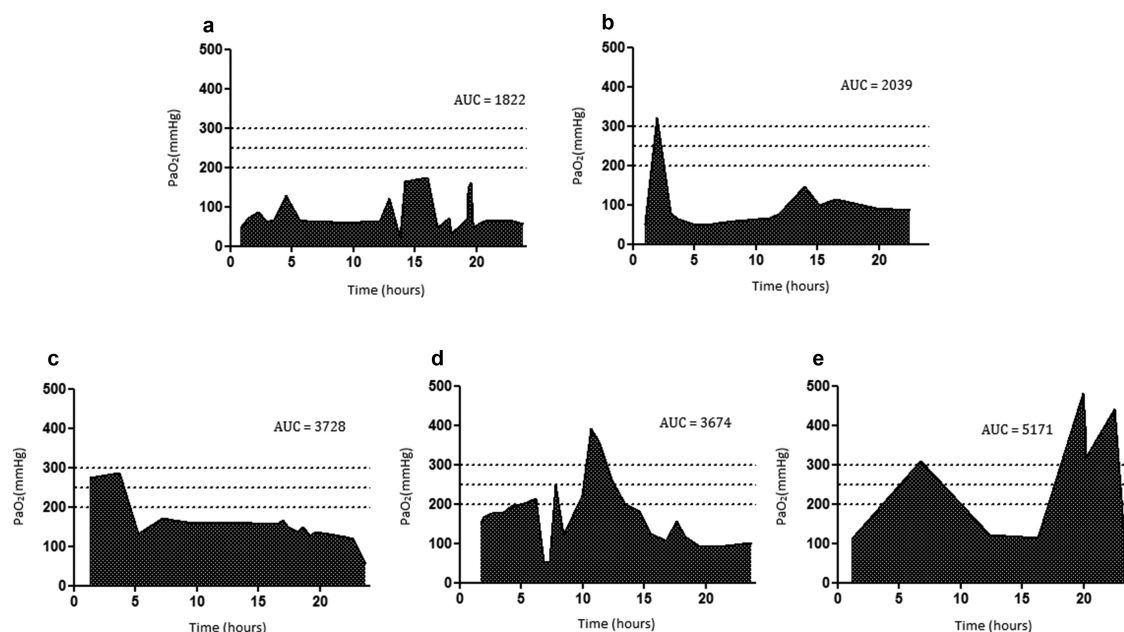 a
500
400
300
200
100
0
PaO₂(mmHg)
AUC = 1822
0 5 10 15 20
Time (hours)
b
500
400
300
200
100
0
PaO₂(mmHg)
AUC = 2039
0 5 10 15 20
Time (hours)
c
500
400
300
200
100
0
PaO₂(mmHg)
AUC = 3728
0 5 10 15 20
Time (hours)
d
500
400
300
200
100
0
PaO₂(mmHg)
AUC = 3674
0 5 10 15 20
Time (hours)
e
500
400
300
200
100
0
PaO₂(mmHg)
AUC = 5171
0 5 10 15 20
Time (hours)